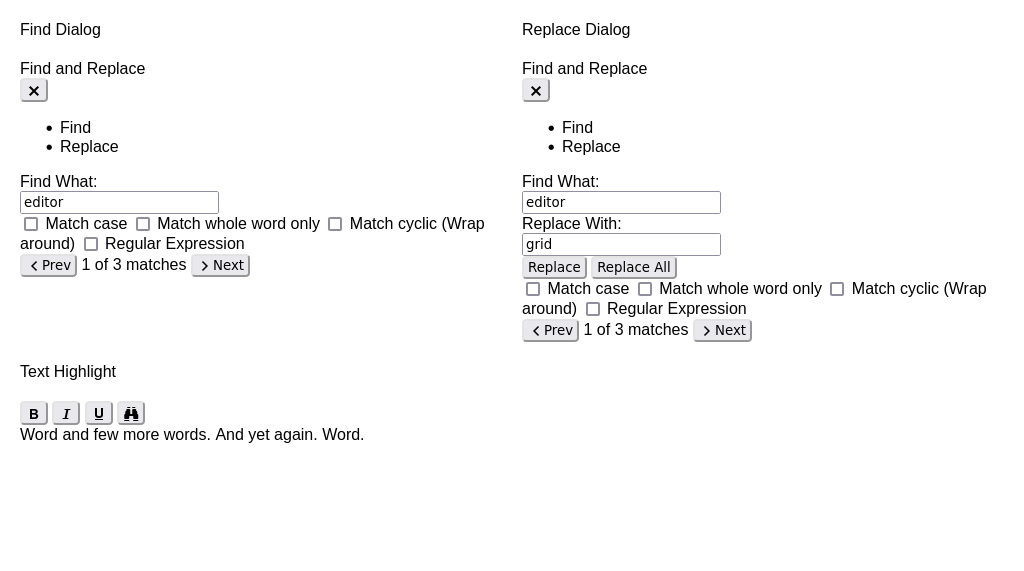 Find Dialog
Find and Replace
×
• Find
• Replace
Find What:
editor
Match case Match whole word only Match cyclic (Wrap
around) Regular Expression
Prev 1 of 3 matches Next
Replace Dialog
Find and Replace
×
• Find
• Replace
Find What:
editor
Replace With:
grid
Replace Replace All
Match case Match whole word only Match cyclic (Wrap
around) Regular Expression
Prev 1 of 3 matches Next
Text Highlight
B I U
Word and few more words. And yet again. Word.